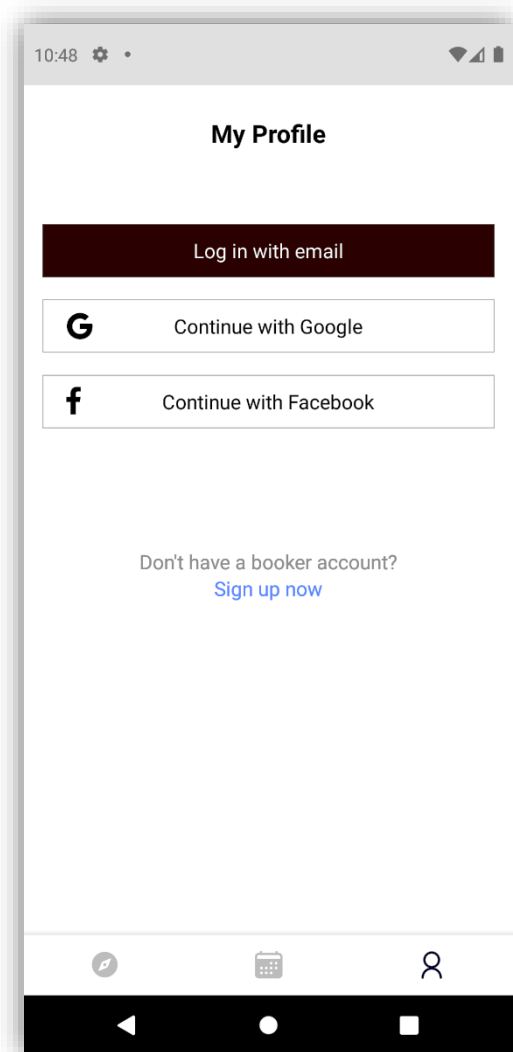 10:48
My Profile
Log in with email
Continue with Google
Continue with Facebook
Don't have a booker account?
Sign up now